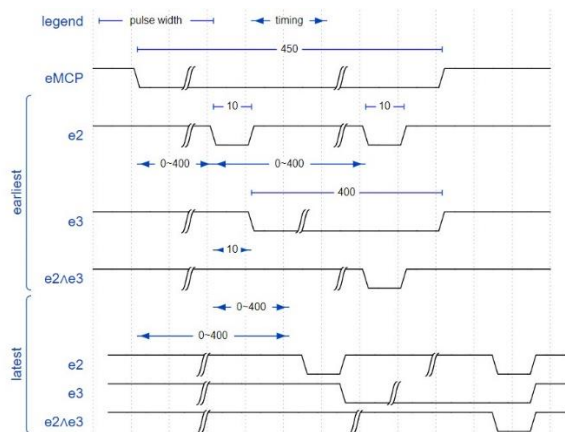 legend pulse width timing
450
eMCP
10 10
e2
0~400 0~400
400
e3
10
e2∧e3
0~400
0~400
e2
e3
e2∧e3
earliest
latest